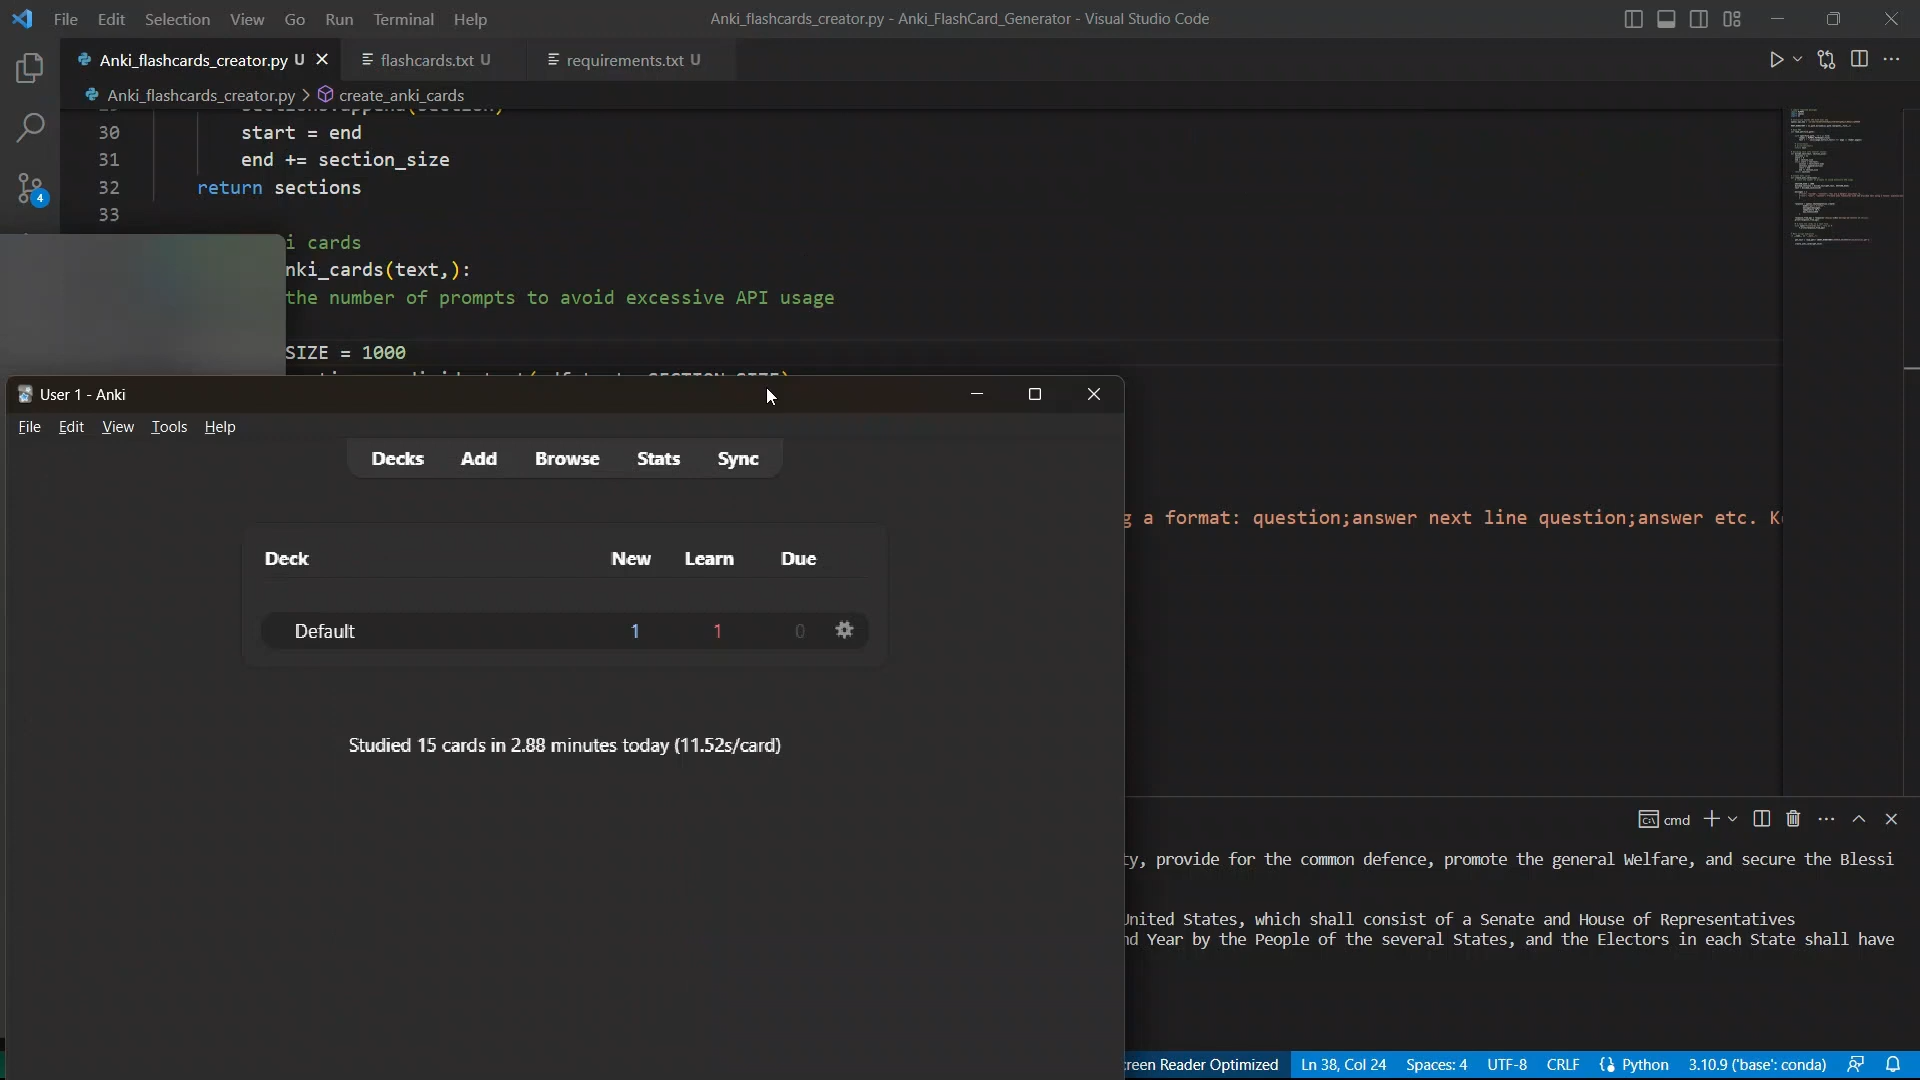 File Edit Selection View Go Run Terminal Help
Anki_flashcards_creator.py - Anki_FlashCard_Generator - Visual Studio Code
Anki_flashcards_creator.py U
flashcards.txt U
requirements.txt U
Anki_flashcards_creator.py > create_anki_cards
30 start = end
31 end += section_size
32 return sections
33
i cards
nki_cards(text,):
the number of prompts to avoid excessive API usage
SIZE = 1000
4
User 1 - Anki
File Edit View Tools Help
Decks Add Browse Stats Sync
Deck New Learn Due
Default 1 1 0
Studied 15 cards in 2.88 minutes today (11.52s/card)
g a format: question;answer next line question;answer etc. K
cmd
ty, provide for the common defence, promote the general Welfare, and secure the Blessi
United States, which shall consist of a Senate and House of Representatives
nd Year by the People of the several States, and the Electors in each State shall have
creen Reader Optimized Ln 38, Col 24 Spaces: 4 UTF-8 CRLF Python 3.10.9 ('base': conda)